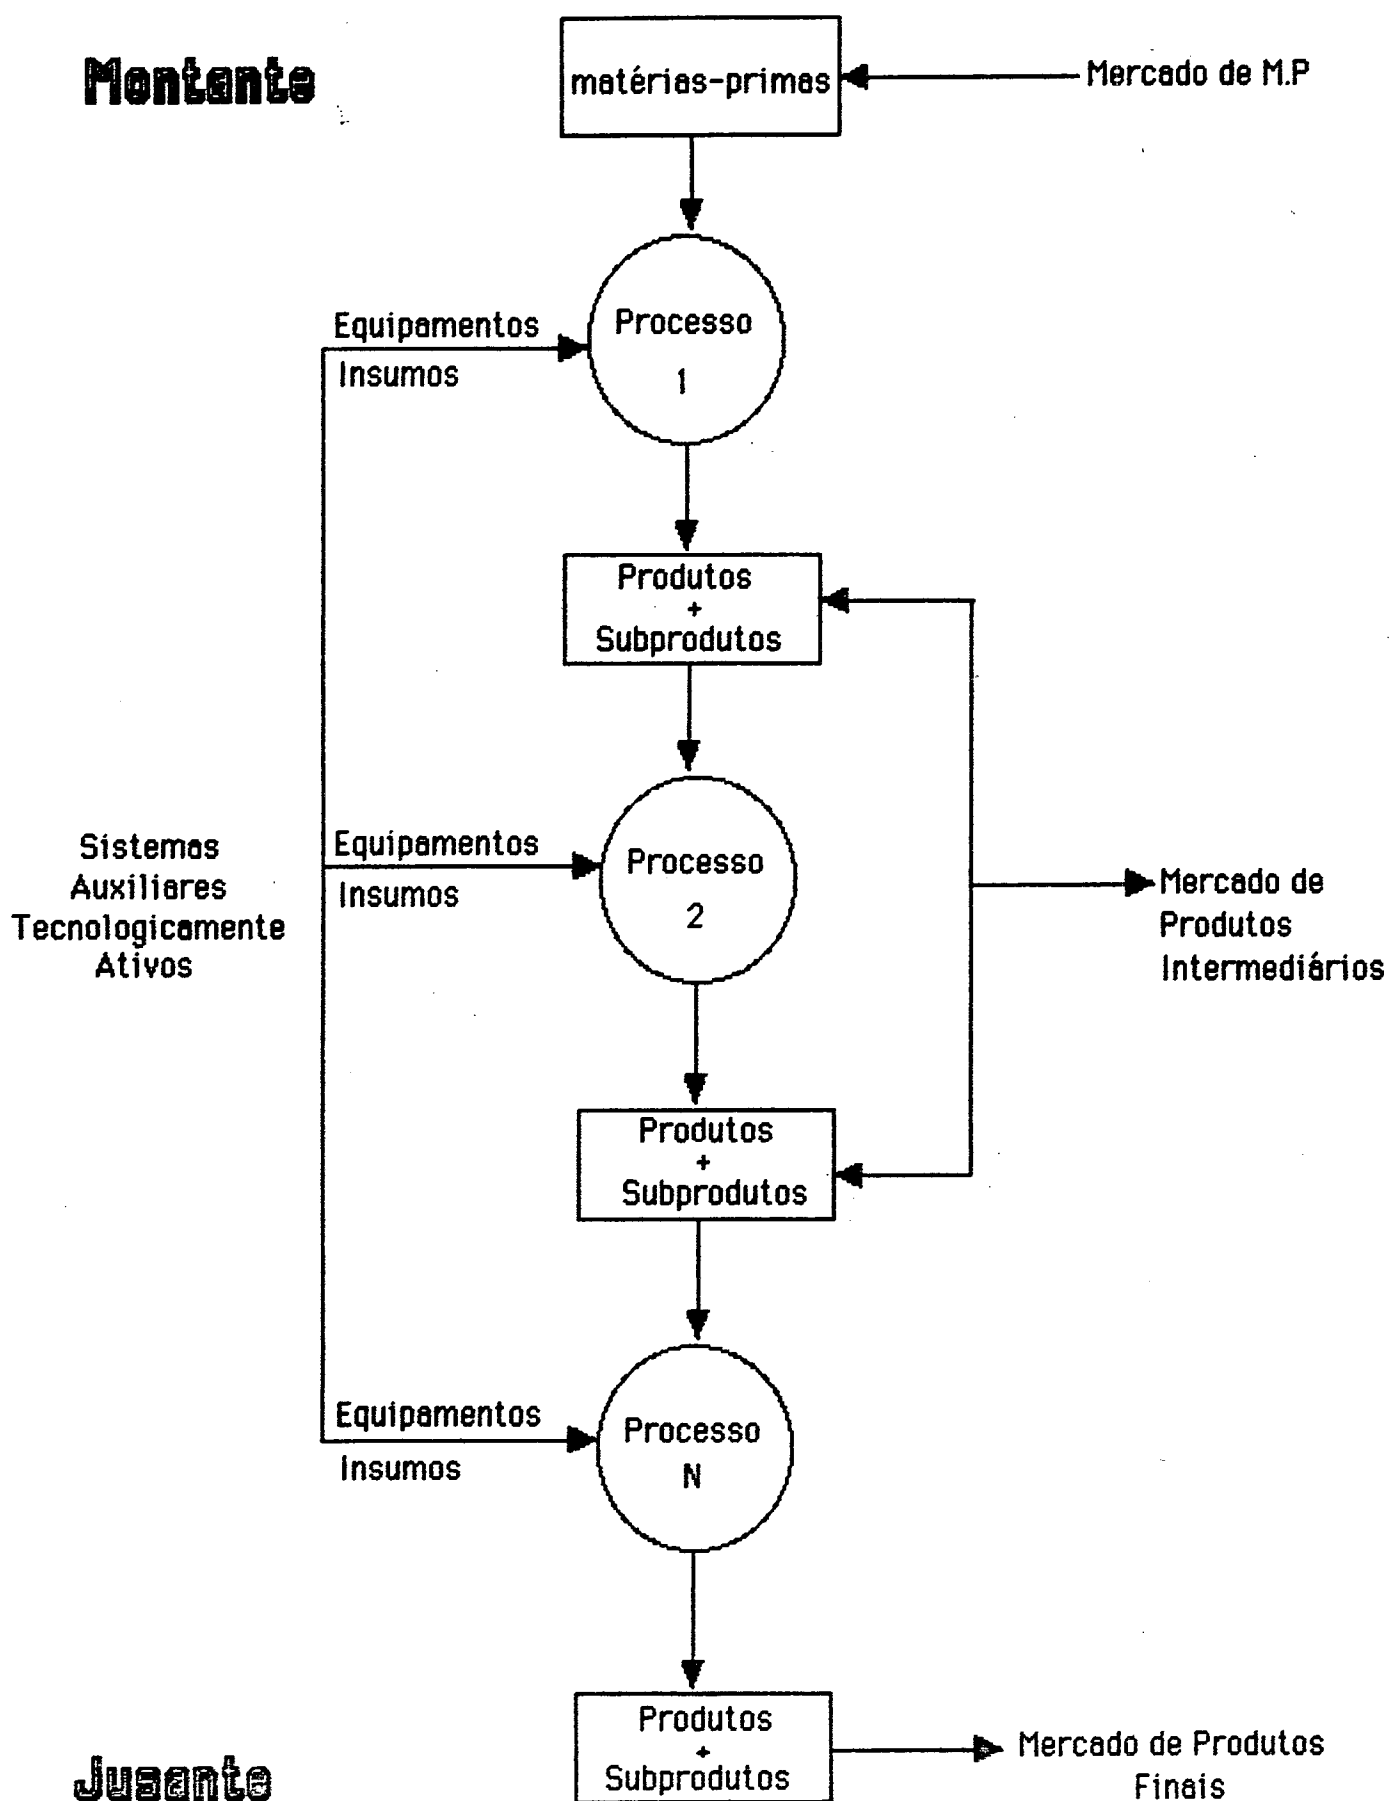 Montante
matérias-primas
Mercado de M.P
Equipamentos
Insumos
Processo
1
Produtos
+
Subprodutos
Sistemas
Auxiliares
Tecnologicamente
Ativos
Equipamentos
Insumos
Processo
2
Mercado de
Produtos
Intermediários
Produtos
+
Subprodutos
Equipamentos
Insumos
Processo
N
Produtos
+
Subprodutos
Mercado de Produtos
Finais
Jusante